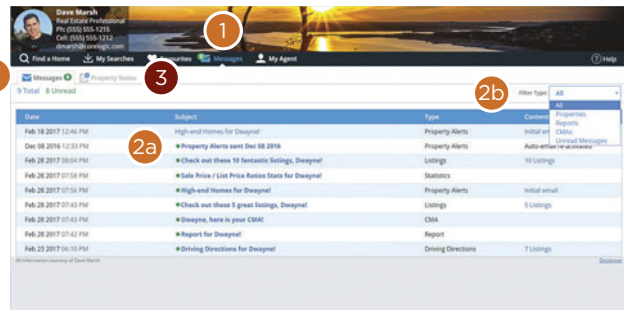 Dave Marsh
Real Estate Professional
Ph: (555) 555-1215
Cell: (555) 555-1212
dmarsh@corelogic.com
1
Find a Home My Searches Favourites Messages My Agent Help
Messages Property Notes
3
9 Total 8 Unread
2b
Filter Type: All
All
Properties
Reports
CMAs
Unread Messages
Date Subject Type Content
Feb 18 2017 12:46 PM High-end Homes for Dwayne! Property Alerts Initial em
2a
Dec 08 2016 12:33 PM Property Alerts sent Dec 08 2016 Property Alerts Auto-email re-activated
Feb 28 2017 08:04 PM Check out these 10 fantastic listings, Dwayne! Listings 10 Listings
Feb 28 2017 07:58 PM Sale Price / List Price Ratios Stats for Dwayne! Statistics
Feb 28 2017 07:56 PM High-end Homes for Dwayne! Property Alerts Initial email
Feb 28 2017 07:43 PM Check out these 5 great listings, Dwayne! Listings 5 Listings
Feb 28 2017 07:43 PM Dwayne, here is your CMA! CMA
Feb 28 2017 07:41 PM Report for Dwayne! Report
Feb 23 2017 06:10 PM Driving Directions for Dwayne! Driving Directions 7 Listings
All information courtesy of Dave Marsh Disclaimer